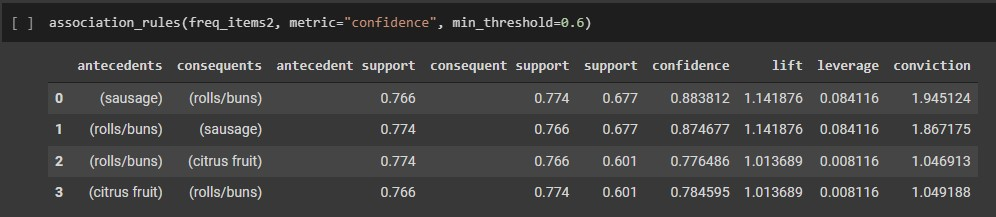 [ ] association_rules(freq_items2, metric="confidence", min_threshold=0.6)
antecedents consequents antecedent support consequent support support confidence lift leverage conviction
0 (sausage) (rolls/buns) 0.766 0.774 0.677 0.883812 1.141876 0.084116 1.945124
1 (rolls/buns) (sausage) 0.774 0.766 0.677 0.874677 1.141876 0.084116 1.867175
2 (rolls/buns) (citrus fruit) 0.774 0.766 0.601 0.776486 1.013689 0.008116 1.046913
3 (citrus fruit) (rolls/buns) 0.766 0.774 0.601 0.784595 1.013689 0.008116 1.049188